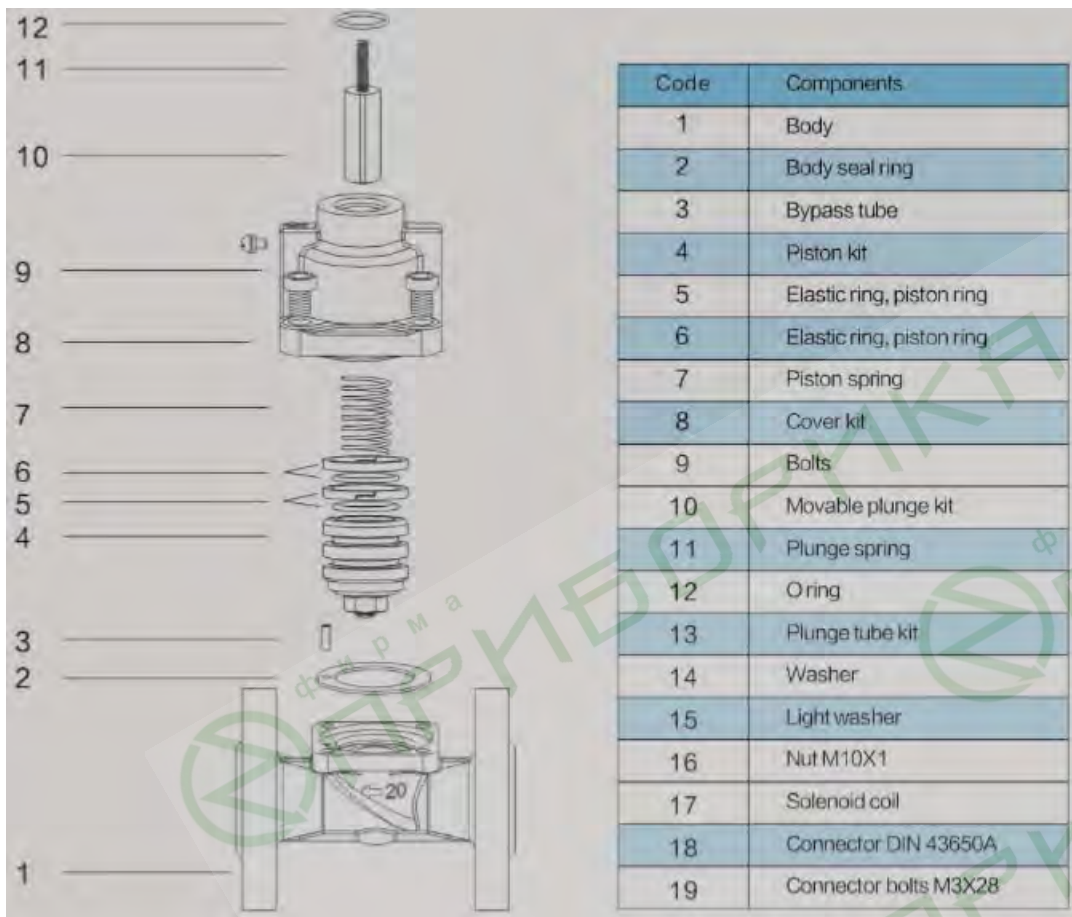 12
11
10
9
8
7
6
5
4
3
2
1
⇦20
Code Components
1 Body
2 Body seal ring
3 Bypass tube
4 Piston kit
5 Elastic ring, piston ring
6 Elastic ring, piston ring
7 Piston spring
8 Cover kit
9 Bolts
10 Movable plunge kit
11 Plunge spring
12 O ring
13 Plunge tube kit
14 Washer
15 Light washer
16 Nut M10X1
17 Solenoid coil
18 Connector DIN 43650A
19 Connector bolts M3X28
фирма
ПРИБОРИКА